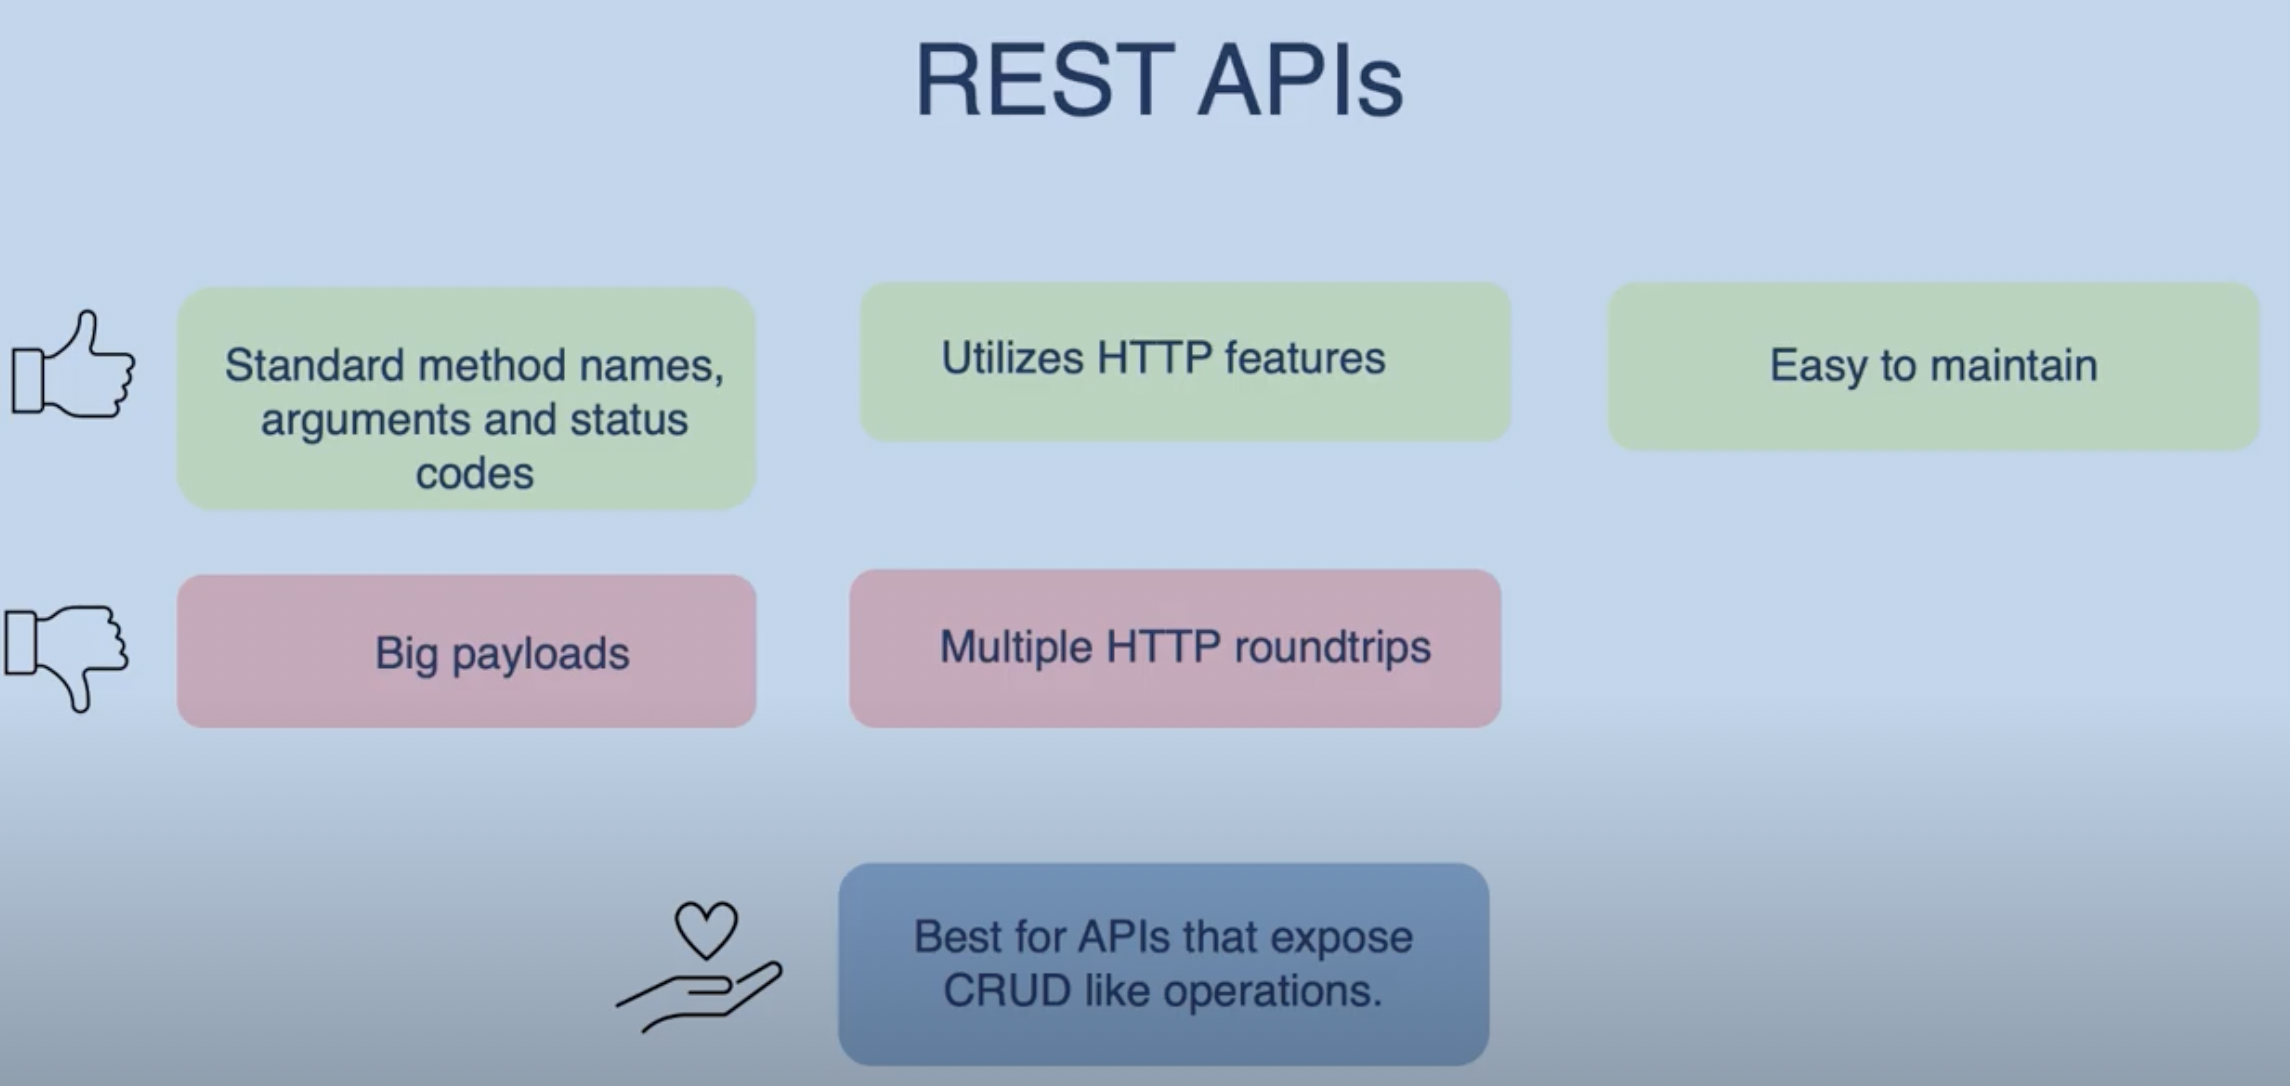 REST APIs
Standard method names,
arguments and status
codes
Utilizes HTTP features
Easy to maintain
Big payloads
Multiple HTTP roundtrips
Best for APIs that expose
CRUD like operations.